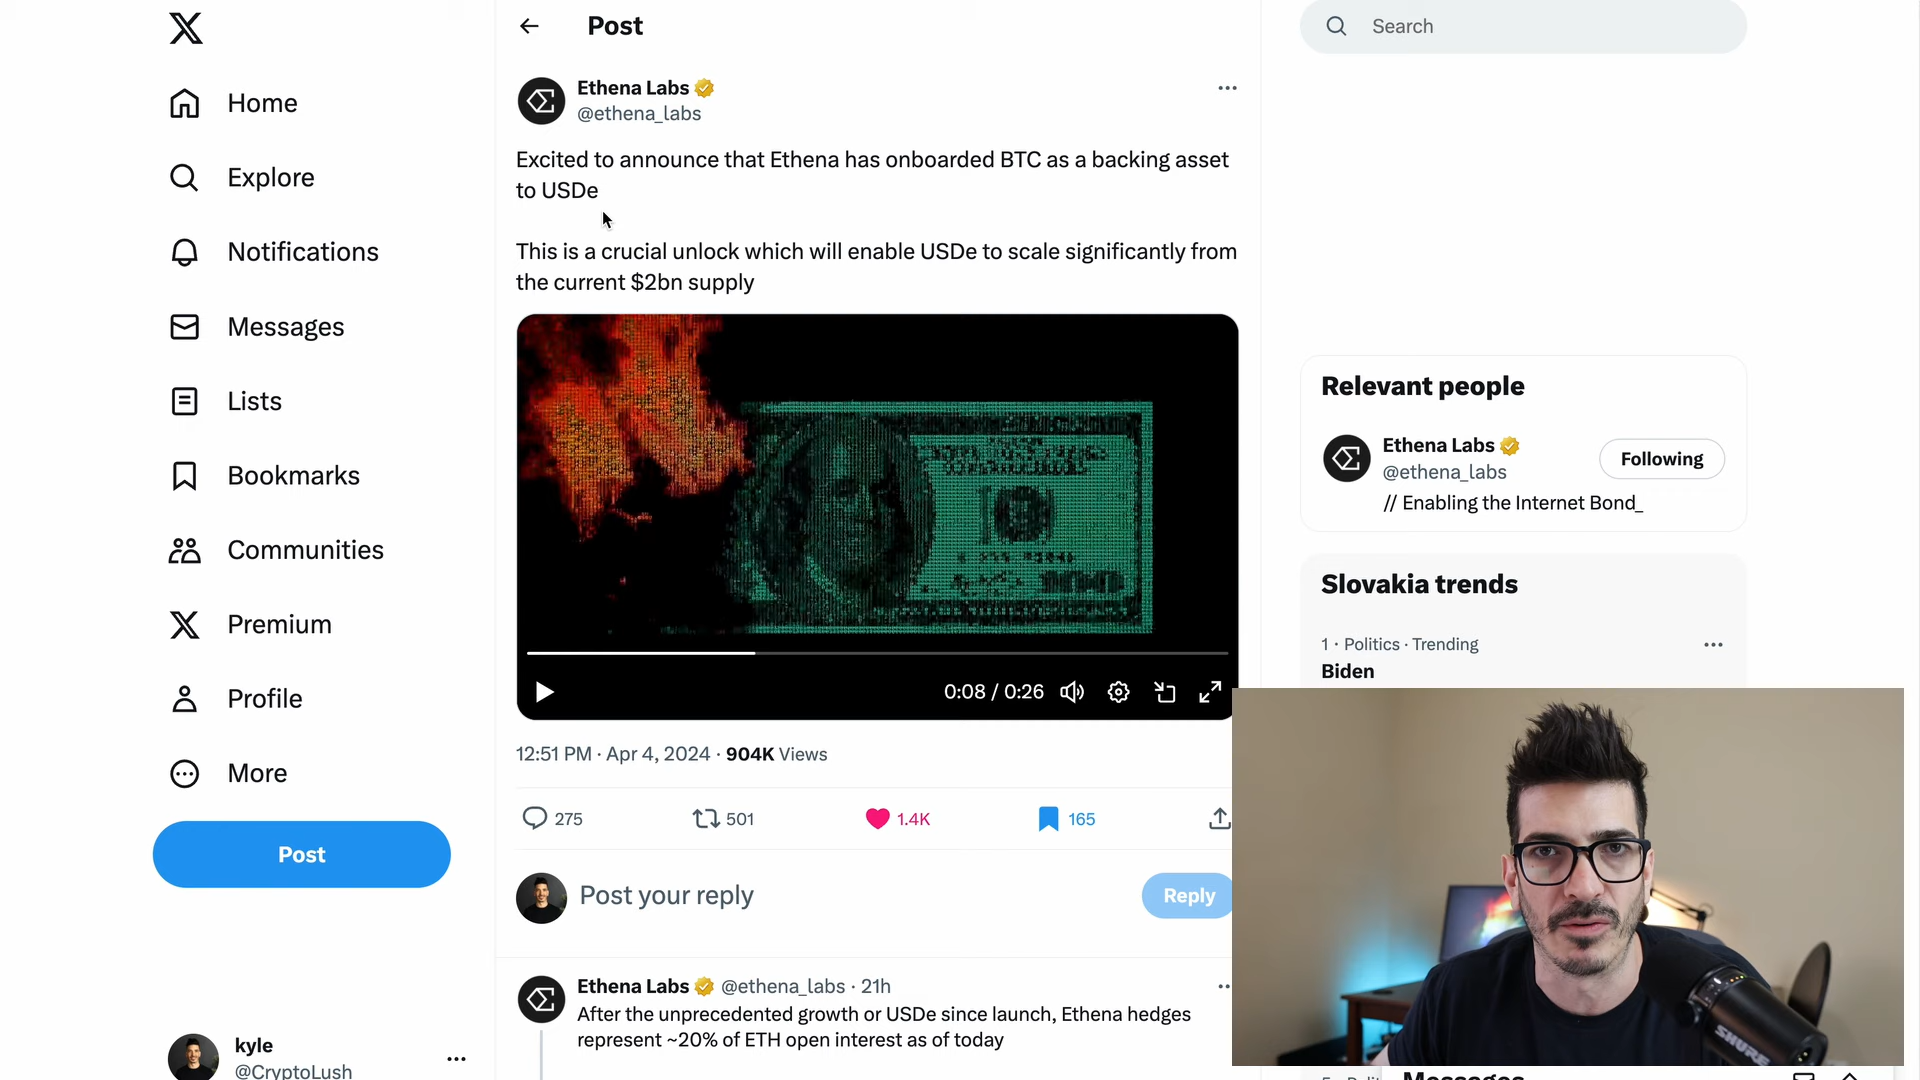 Post
Search
Home
Explore
Notifications
Messages
Lists
Bookmarks
Communities
Premium
Profile
More
Post
kyle
@CryptoLush
Ethena Labs
@ethena_labs
Excited to announce that Ethena has onboarded BTC as a backing asset
to USDe
This is a crucial unlock which will enable USDe to scale significantly from
the current $2bn supply
0:08 / 0:26
12:51 PM · Apr 4, 2024 · 904K Views
275
501
1.4K
165
Post your reply
Reply
Ethena Labs @ethena_labs · 21h
After the unprecedented growth or USDe since launch, Ethena hedges
represent ~20% of ETH open interest as of today
Relevant people
Ethena Labs
@ethena_labs
Following
// Enabling the Internet Bond_
Slovakia trends
1 · Politics · Trending
Biden
SHURE
Messages